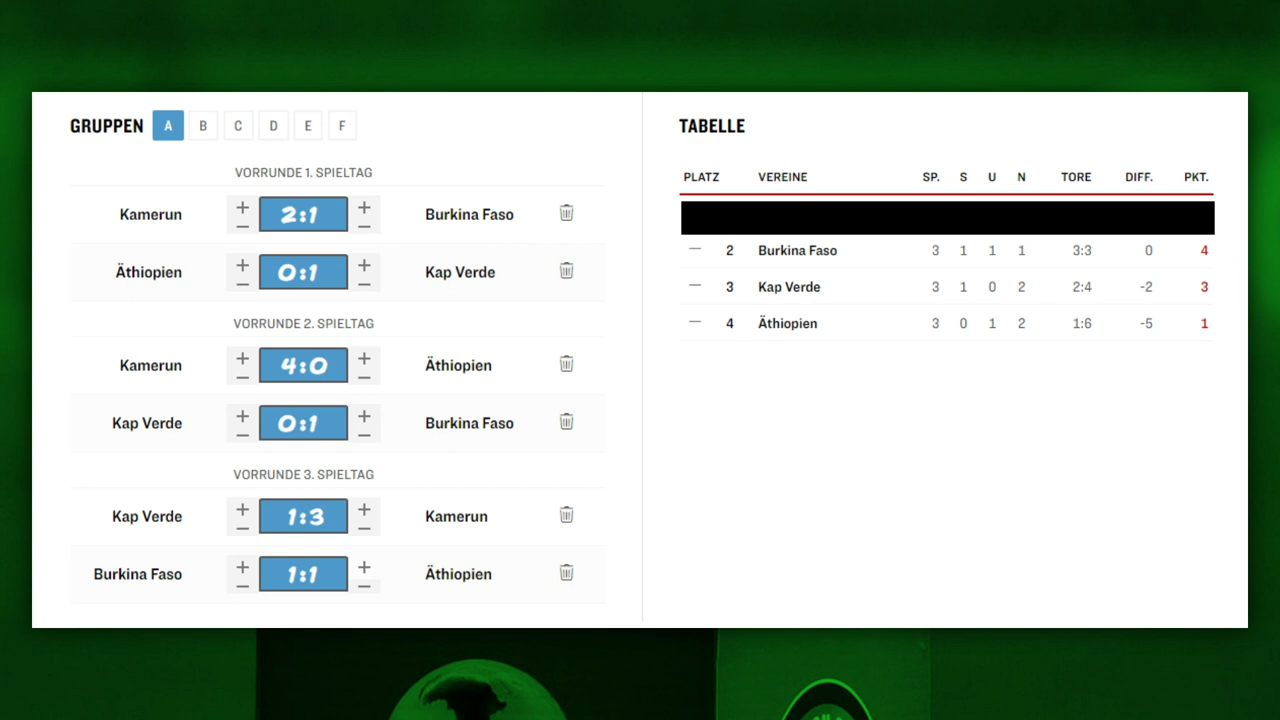 GRUPPEN A B C D E F
VORRUNDE 1. SPIELTAG
Kamerun + − 2:1 + − Burkina Faso
Äthiopien + − 0:1 + − Kap Verde
VORRUNDE 2. SPIELTAG
Kamerun + − 4:0 + − Äthiopien
Kap Verde + − 0:1 + − Burkina Faso
VORRUNDE 3. SPIELTAG
Kap Verde + − 1:3 + − Kamerun
Burkina Faso + − 1:1 + − Äthiopien
TABELLE
PLATZ VEREINE SP. S U N TORE DIFF. PKT.
— 2 Burkina Faso 3 1 1 1 3:3 0 4
— 3 Kap Verde 3 1 0 2 2:4 -2 3
— 4 Äthiopien 3 0 1 2 1:6 -5 1